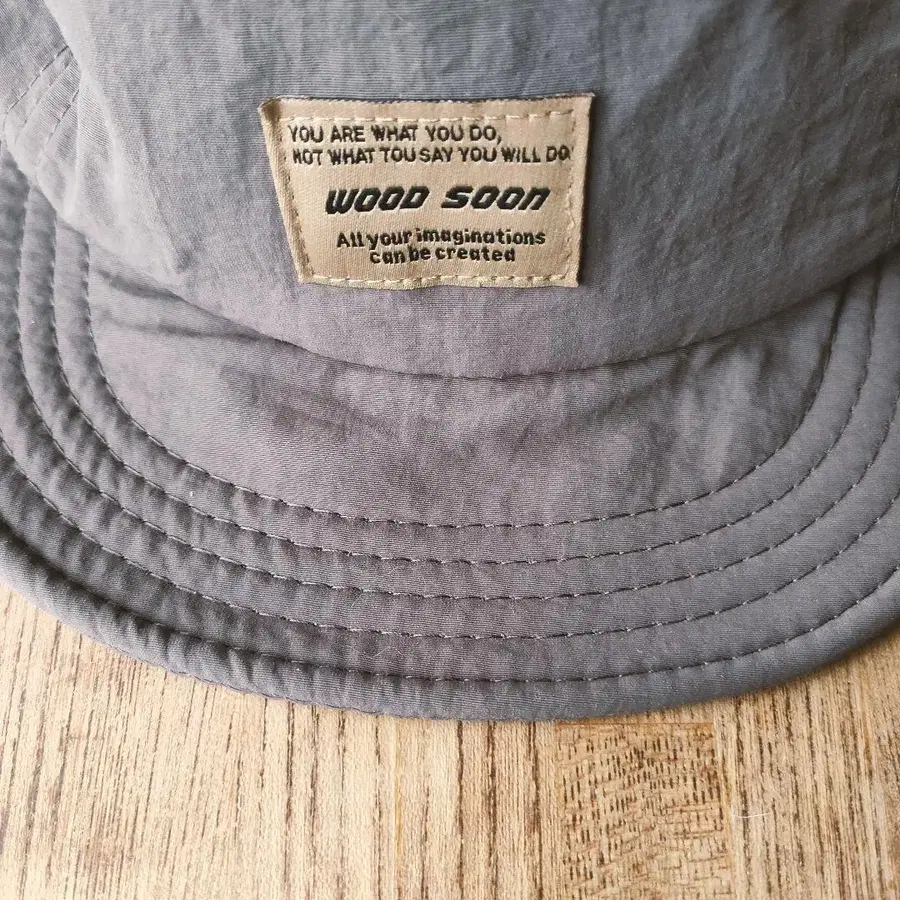 YOU ARE WHAT YOU DO,
NOT WHAT TOU SAY YOU WILL DO
WOOD SOON
All your imaginations
can be created